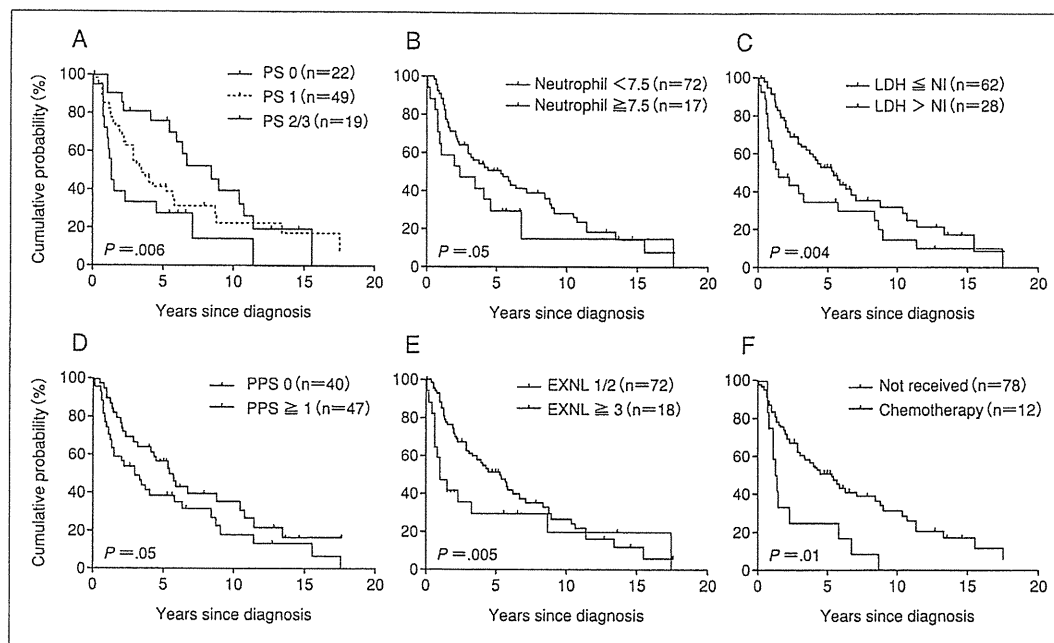 A
PS 0 (n=22)
PS 1 (n=49)
PS 2/3 (n=19)
Cumulative probability (%)
100
80
60
40
20
0
P=.006
0 5 10 15 20
Years since diagnosis
B
Neutrophil <7.5 (n=72)
Neutrophil ≧7.5 (n=17)
100
80
60
40
20
0
P=.05
0 5 10 15 20
Years since diagnosis
C
LDH ≦ NI (n=62)
LDH > NI (n=28)
100
80
60
40
20
0
P=.004
0 5 10 15 20
Years since diagnosis
D
PPS 0 (n=40)
PPS ≧ 1 (n=47)
Cumulative probability (%)
100
80
60
40
20
0
P=.05
0 5 10 15 20
Years since diagnosis
E
EXNL 1/2 (n=72)
EXNL ≧ 3 (n=18)
100
80
60
40
20
0
P=.005
0 5 10 15 20
Years since diagnosis
F
Not received (n=78)
Chemotherapy (n=12)
100
80
60
40
20
0
P=.01
0 5 10 15 20
Years since diagnosis